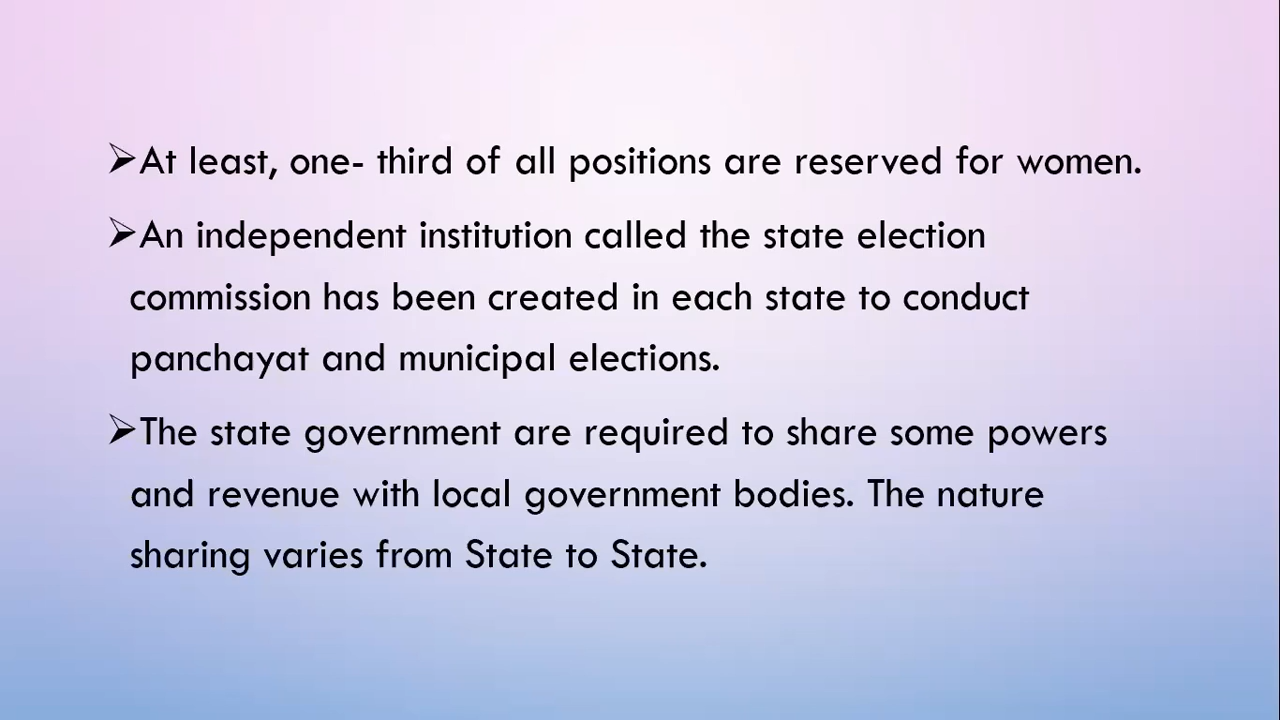 ➢At least, one- third of all positions are reserved for women.
➢An independent institution called the state election
commission has been created in each state to conduct
panchayat and municipal elections.
➢The state government are required to share some powers
and revenue with local government bodies. The nature
sharing varies from State to State.